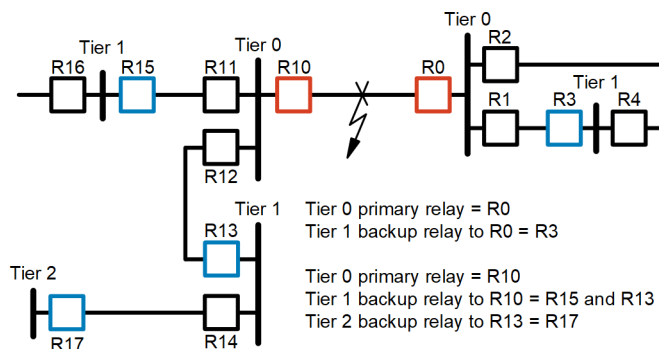 Tier 0
Tier 0
Tier 1
R2
R16
R15
R11
R10
R0
Tier 1
R1
R3
R4
R12
Tier 1
Tier 0 primary relay = R0
R13
Tier 1 backup relay to R0 = R3
Tier 2
Tier 0 primary relay = R10
Tier 1 backup relay to R10 = R15 and R13
Tier 2 backup relay to R13 = R17
R17
R14